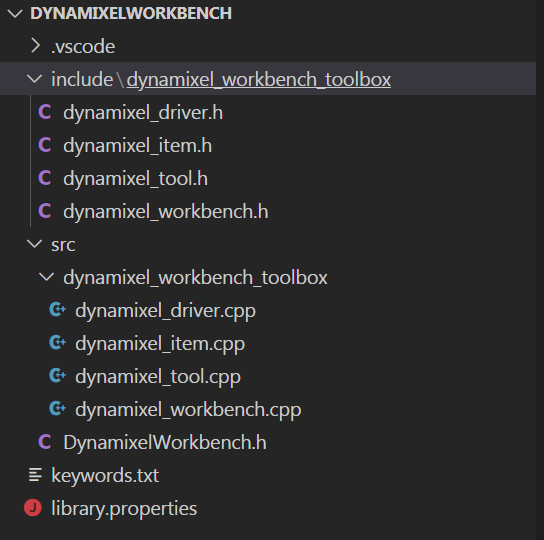 DYNAMIXELWORKBENCH
.vscode
include\dynamixel_workbench_toolbox
C dynamixel_driver.h
C dynamixel_item.h
C dynamixel_tool.h
C dynamixel_workbench.h
src
dynamixel_workbench_toolbox
C++ dynamixel_driver.cpp
C++ dynamixel_item.cpp
C++ dynamixel_tool.cpp
C++ dynamixel_workbench.cpp
C DynamixelWorkbench.h
keywords.txt
J library.properties